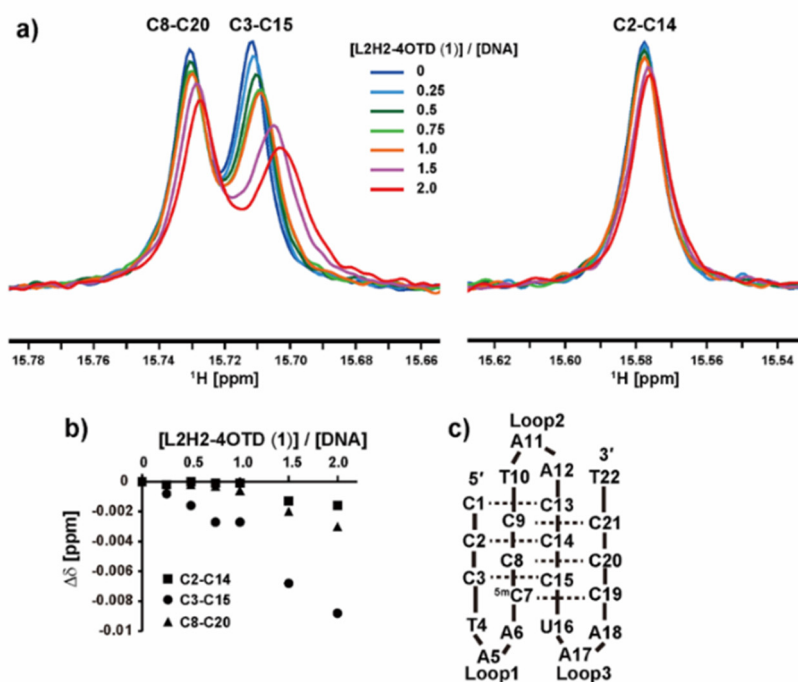 a)
C8-C20 C3-C15
C2-C14
[L2H2-4OTD (1)] / [DNA]
0
0.25
0.5
0.75
1.0
1.5
2.0
15.78 15.76 15.74 15.72 15.70 15.68 15.66
¹H [ppm]
15.62 15.60 15.58 15.56 15.54
¹H [ppm]
b)
[L2H2-4OTD (1)] / [DNA]
0 0.5 1.0 1.5 2.0
0
-0.002
-0.004
-0.006
-0.008
-0.01
Δδ [ppm]
C2-C14
C3-C15
C8-C20
c)
Loop2
A11
5′ T10 A12 3′
T22
C1 C13
C9 C21
C2 C14
C8 C20
C3 C15
5mC7 C19
T4 A6 U16 A18
A5 A17
Loop1 Loop3